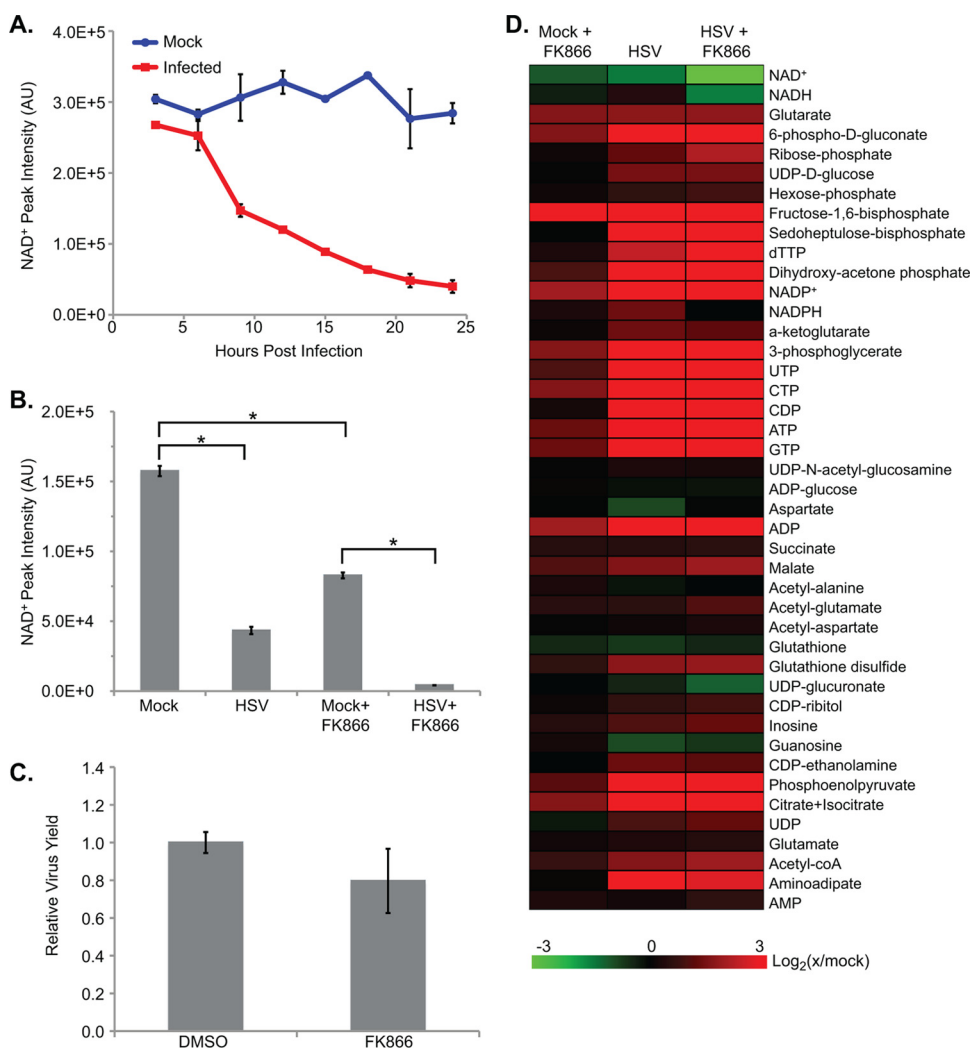 A.
4.0E+5
3.0E+5
2.0E+5
1.0E+5
0.0E+0
NAD⁺ Peak Intensity (AU)
Mock
Infected
0 5 10 15 20 25
Hours Post Infection
B.
2.0E+5
1.5E+5
1.0E+5
5.0E+4
0.0E+0
NAD⁺ Peak Intensity (AU)
*
*
*
Mock HSV Mock+ FK866 HSV+ FK866
C.
1.4
1.2
1.0
0.8
0.6
0.4
0.2
0.0
Relative Virus Yield
DMSO FK866
D.
Mock + FK866 HSV HSV + FK866
NAD⁺
NADH
Glutarate
6-phospho-D-gluconate
Ribose-phosphate
UDP-D-glucose
Hexose-phosphate
Fructose-1,6-bisphosphate
Sedoheptulose-bisphosphate
dTTP
Dihydroxy-acetone phosphate
NADP⁺
NADPH
a-ketoglutarate
3-phosphoglycerate
UTP
CTP
CDP
ATP
GTP
UDP-N-acetyl-glucosamine
ADP-glucose
Aspartate
ADP
Succinate
Malate
Acetyl-alanine
Acetyl-glutamate
Acetyl-aspartate
Glutathione
Glutathione disulfide
UDP-glucuronate
CDP-ribitol
Inosine
Guanosine
CDP-ethanolamine
Phosphoenolpyruvate
Citrate+Isocitrate
UDP
Glutamate
Acetyl-coA
Aminoadipate
AMP
-3 0 3
Log₂(x/mock)